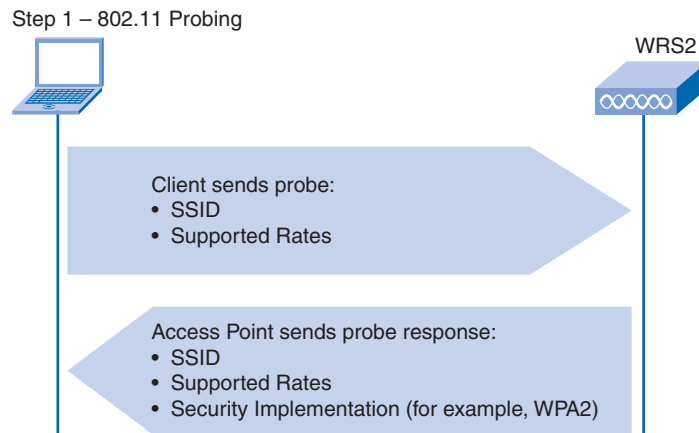 Step 1 – 802.11 Probing
WRS2
Client sends probe:
• SSID
• Supported Rates
Access Point sends probe response:
• SSID
• Supported Rates
• Security Implementation (for example, WPA2)